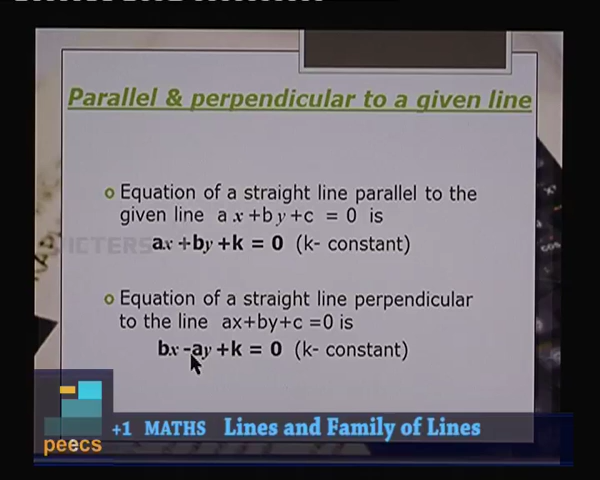 Parallel & perpendicular to a given line
o Equation of a straight line parallel to the
given line a x +b y +c = 0 is
VICTERS
ax +by +k = 0 (k- constant)
o Equation of a straight line perpendicular
to the line ax+by+c =0 is
bx -ay +k = 0 (k- constant)
peecs
+1 MATHS Lines and Family of Lines